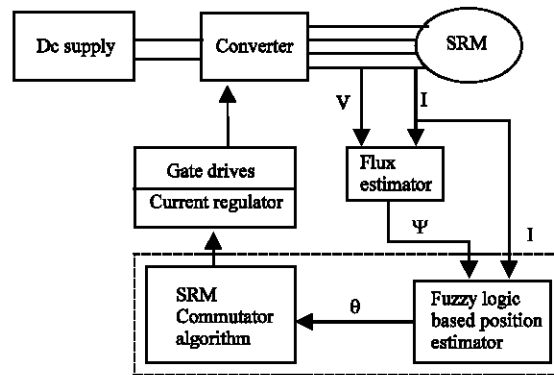 Dc supply
Converter
SRM
V
I
Gate drives
Current regulator
Flux
estimator
Ψ
I
SRM
Commutator
algorithm
θ
Fuzzy logic
based position
estimator